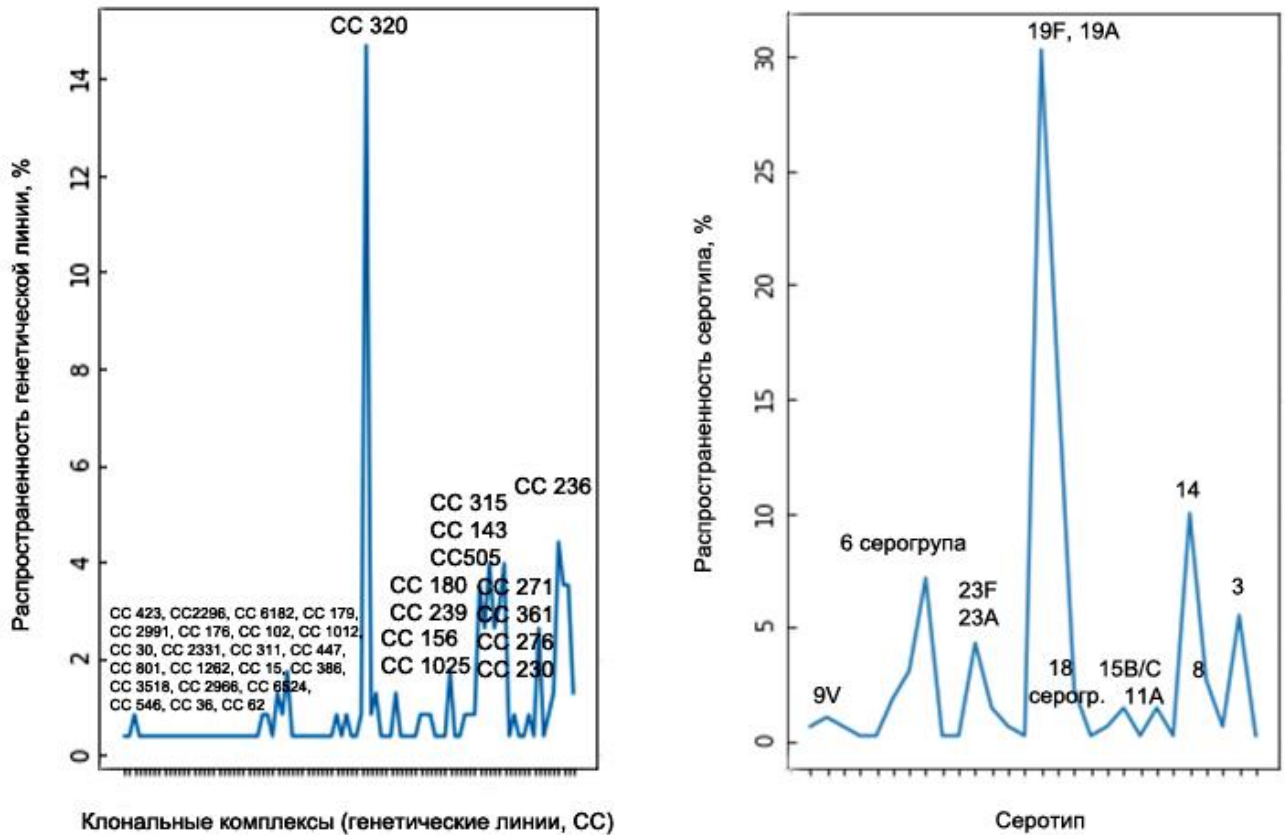 CC 320
Распространенность генетической линии, %
14
12
10
8
6
4
2
0
CC 236
CC 315
CC 143
CC505
CC 180
CC 239
CC 156
CC 1025
CC 271
CC 361
CC 276
CC 230
CC 423, CC2296, CC 6182, CC 179,
CC 2991, CC 176, CC 102, CC 1012,
CC 30, CC 2331, CC 311, CC 447,
CC 801, CC 1262, CC 15, CC 386,
CC 3518, CC 2966, CC 6524,
CC 546, CC 36, CC 62
Клональные комплексы (генетические линии, CC)
19F, 19A
Распространенность серотипа, %
30
25
20
15
10
5
0
14
6 серогрупа
23F
23A
3
18
серогр.
15B/C
11A
8
9V
Серотип